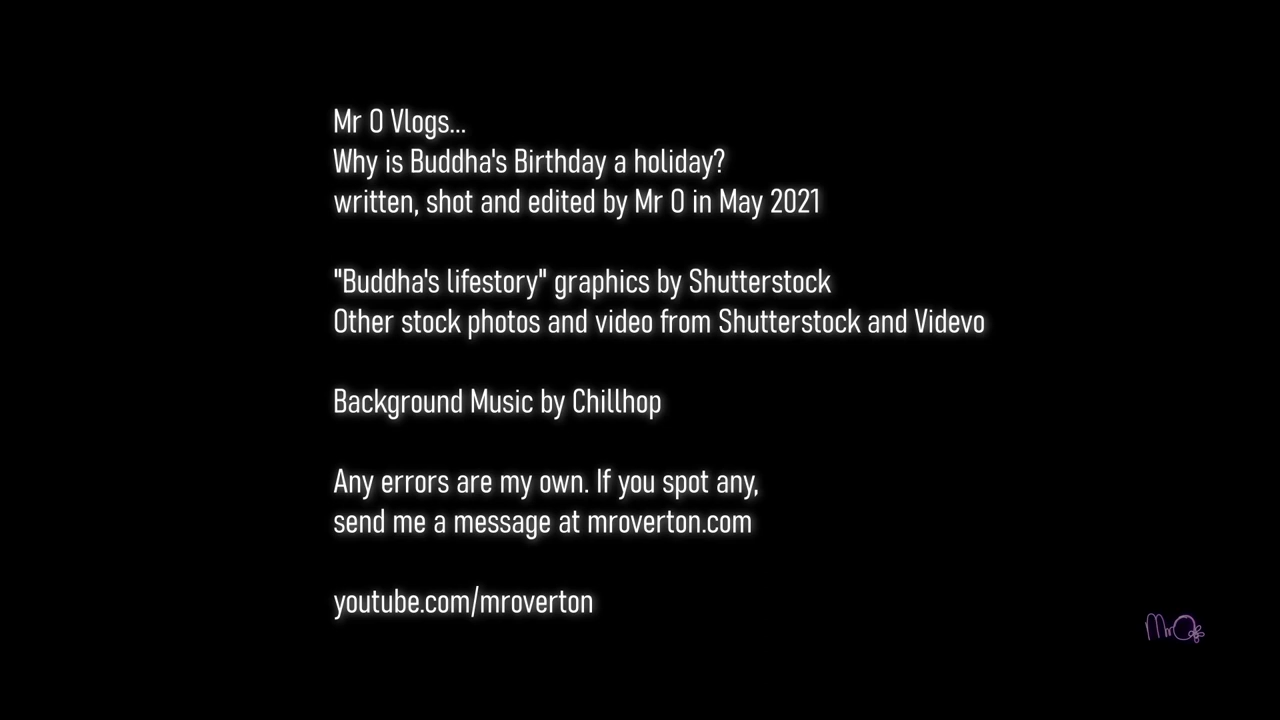 Mr O Vlogs...
Why is Buddha's Birthday a holiday?
written, shot and edited by Mr O in May 2021
"Buddha's lifestory" graphics by Shutterstock
Other stock photos and video from Shutterstock and Videvo
Background Music by Chillhop
Any errors are my own. If you spot any,
send me a message at mroverton.com
youtube.com/mroverton
MrO